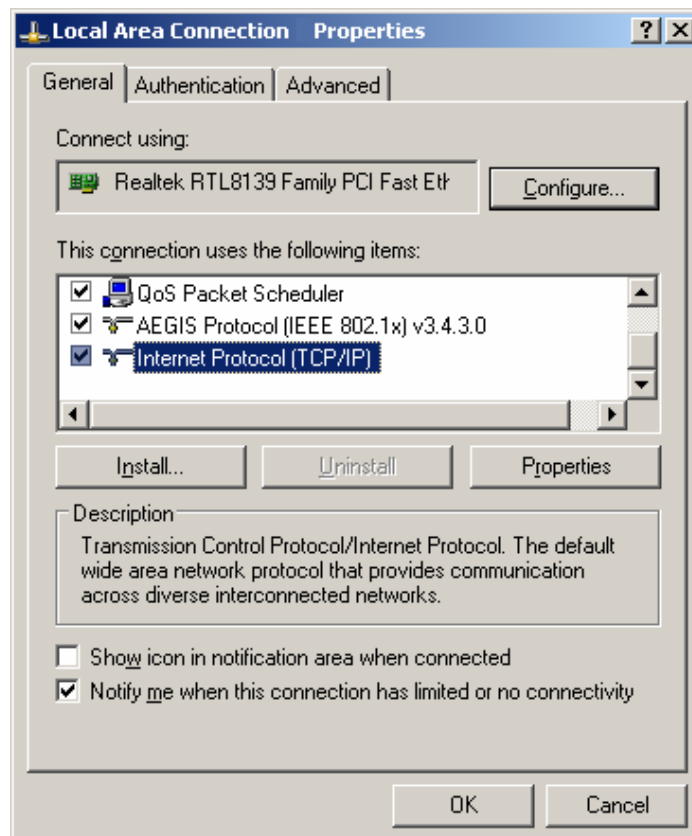 Local Area Connection Properties
General Authentication Advanced
Connect using:
Realtek RTL8139 Family PCI Fast Eth
Configure...
This connection uses the following items:
QoS Packet Scheduler
AEGIS Protocol (IEEE 802.1x) v3.4.3.0
Internet Protocol (TCP/IP)
Install... Uninstall Properties
Description
Transmission Control Protocol/Internet Protocol. The default
wide area network protocol that provides communication
across diverse interconnected networks.
Show icon in notification area when connected
Notify me when this connection has limited or no connectivity
OK Cancel